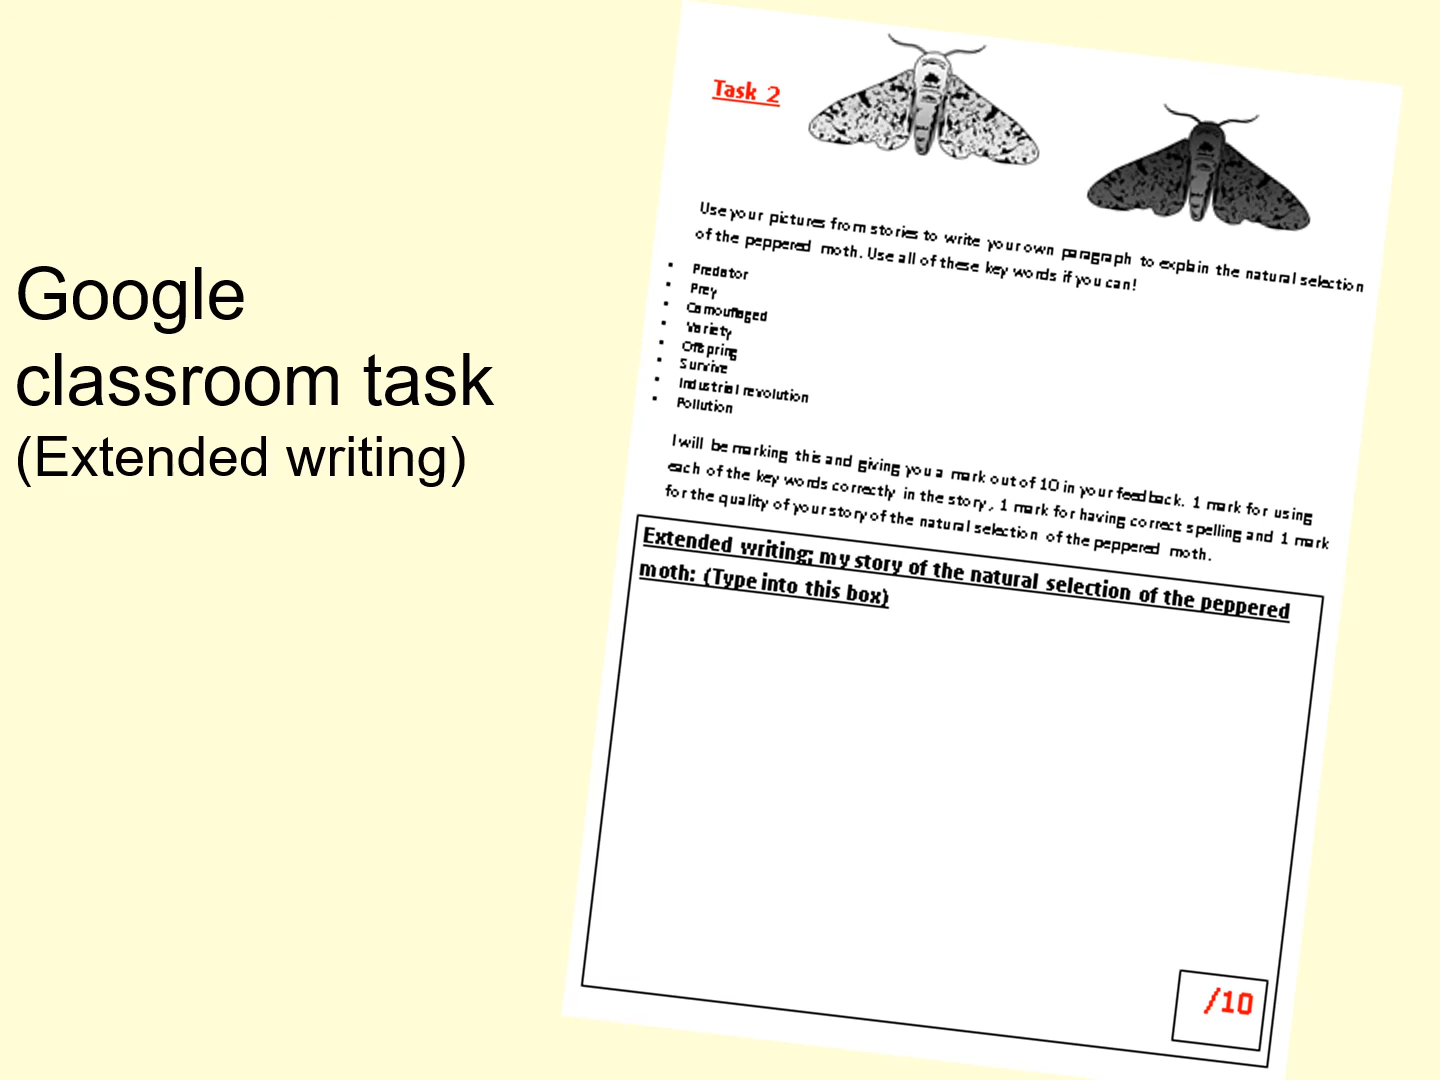 Google
classroom task
(Extended writing)
Task 2
Use your pictures from stories to write your own paragraph to explain the natural selection
of the peppered moth. Use all of these key words if you can!
• Predator
• Prey
• Camouflaged
• Variety
• Offspring
• Survive
• Industrial revolution
• Pollution
I will be marking this and giving you a mark out of 10 in your feedback. 1 mark for using
each of the key words correctly in the story, 1 mark for having correct spelling and 1 mark
for the quality of your story of the natural selection of the peppered moth.
Extended writing; my story of the natural selection of the peppered
moth: (Type into this box)
/10